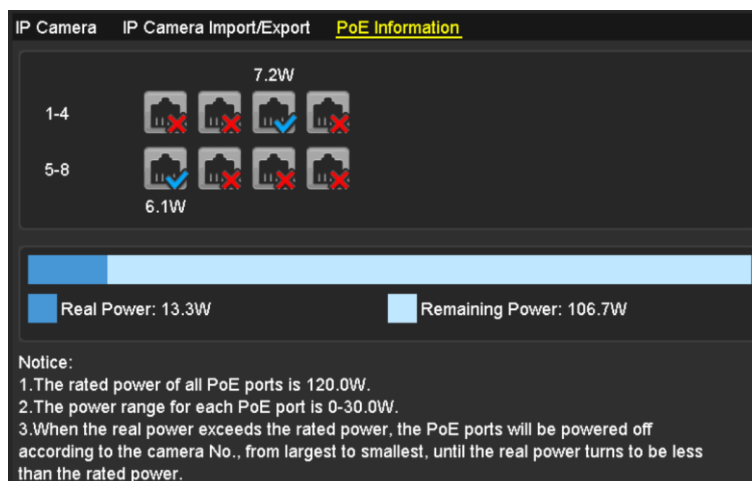 IP Camera IP Camera Import/Export PoE Information
7.2W
1-4
5-8
6.1W
Real Power: 13.3W Remaining Power: 106.7W
Notice:
1.The rated power of all PoE ports is 120.0W.
2.The power range for each PoE port is 0-30.0W.
3.When the real power exceeds the rated power, the PoE ports will be powered off
according to the camera No., from largest to smallest, until the real power turns to be less
than the rated power.